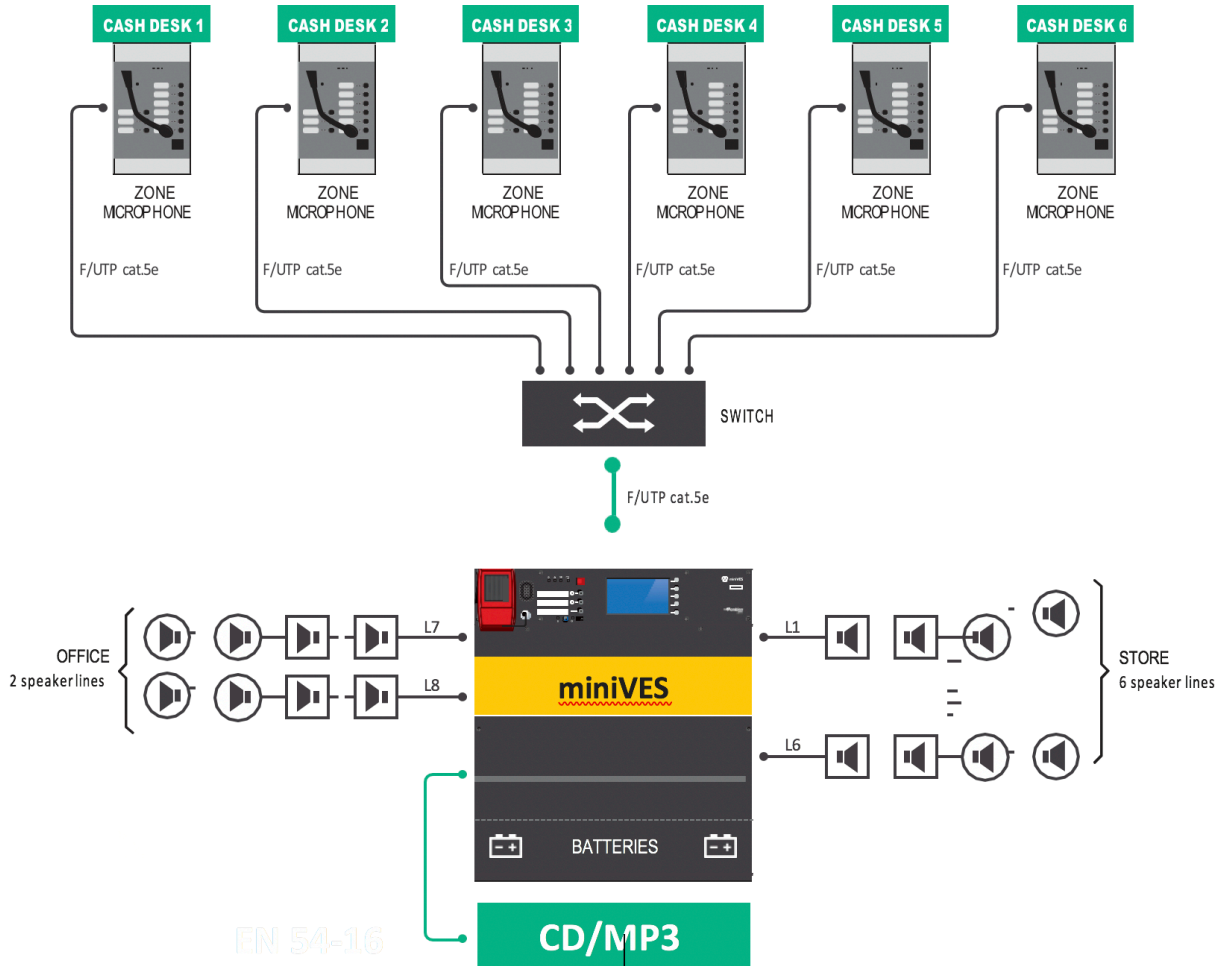 CASH DESK 1
CASH DESK 2
CASH DESK 3
CASH DESK 4
CASH DESK 5
CASH DESK 6
ZONE
MICROPHONE
ZONE
MICROPHONE
ZONE
MICROPHONE
ZONE
MICROPHONE
ZONE
MICROPHONE
ZONE
MICROPHONE
F/UTP cat.5e
F/UTP cat.5e
F/UTP cat.5e
F/UTP cat.5e
F/UTP cat.5e
F/UTP cat.5e
SWITCH
F/UTP cat.5e
miniVES
OFFICE
2 speaker lines
L7
L8
miniVES
L1
L6
STORE
6 speaker lines
BATTERIES
EN 54-16
CD/MP3